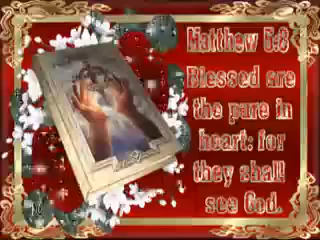 Matthew 5:8
Blessed are
the pure in
heart: for
they shall
see God.